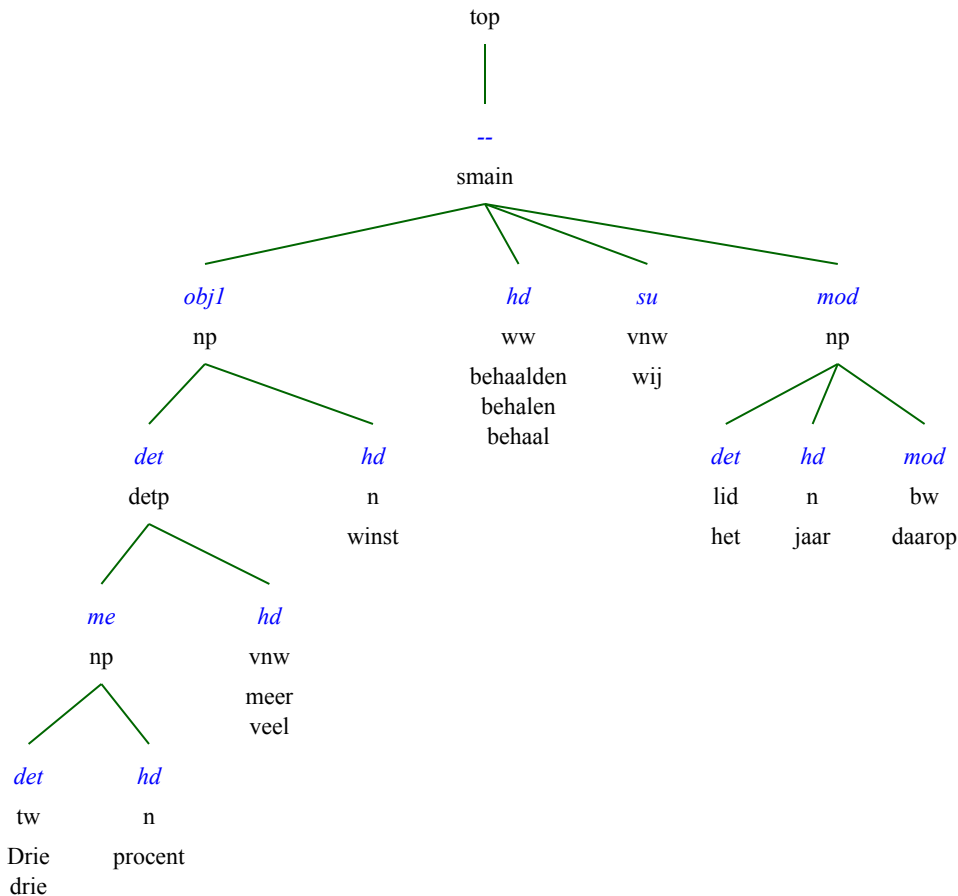 top
--
smain
obj1 hd su mod
np ww vnw np
behaalden wij
behalen
behaal
det hd det hd mod
detp n lid n bw
winst het jaar daarop
me hd
np vnw
meer
veel
det hd
tw n
Drie procent
drie